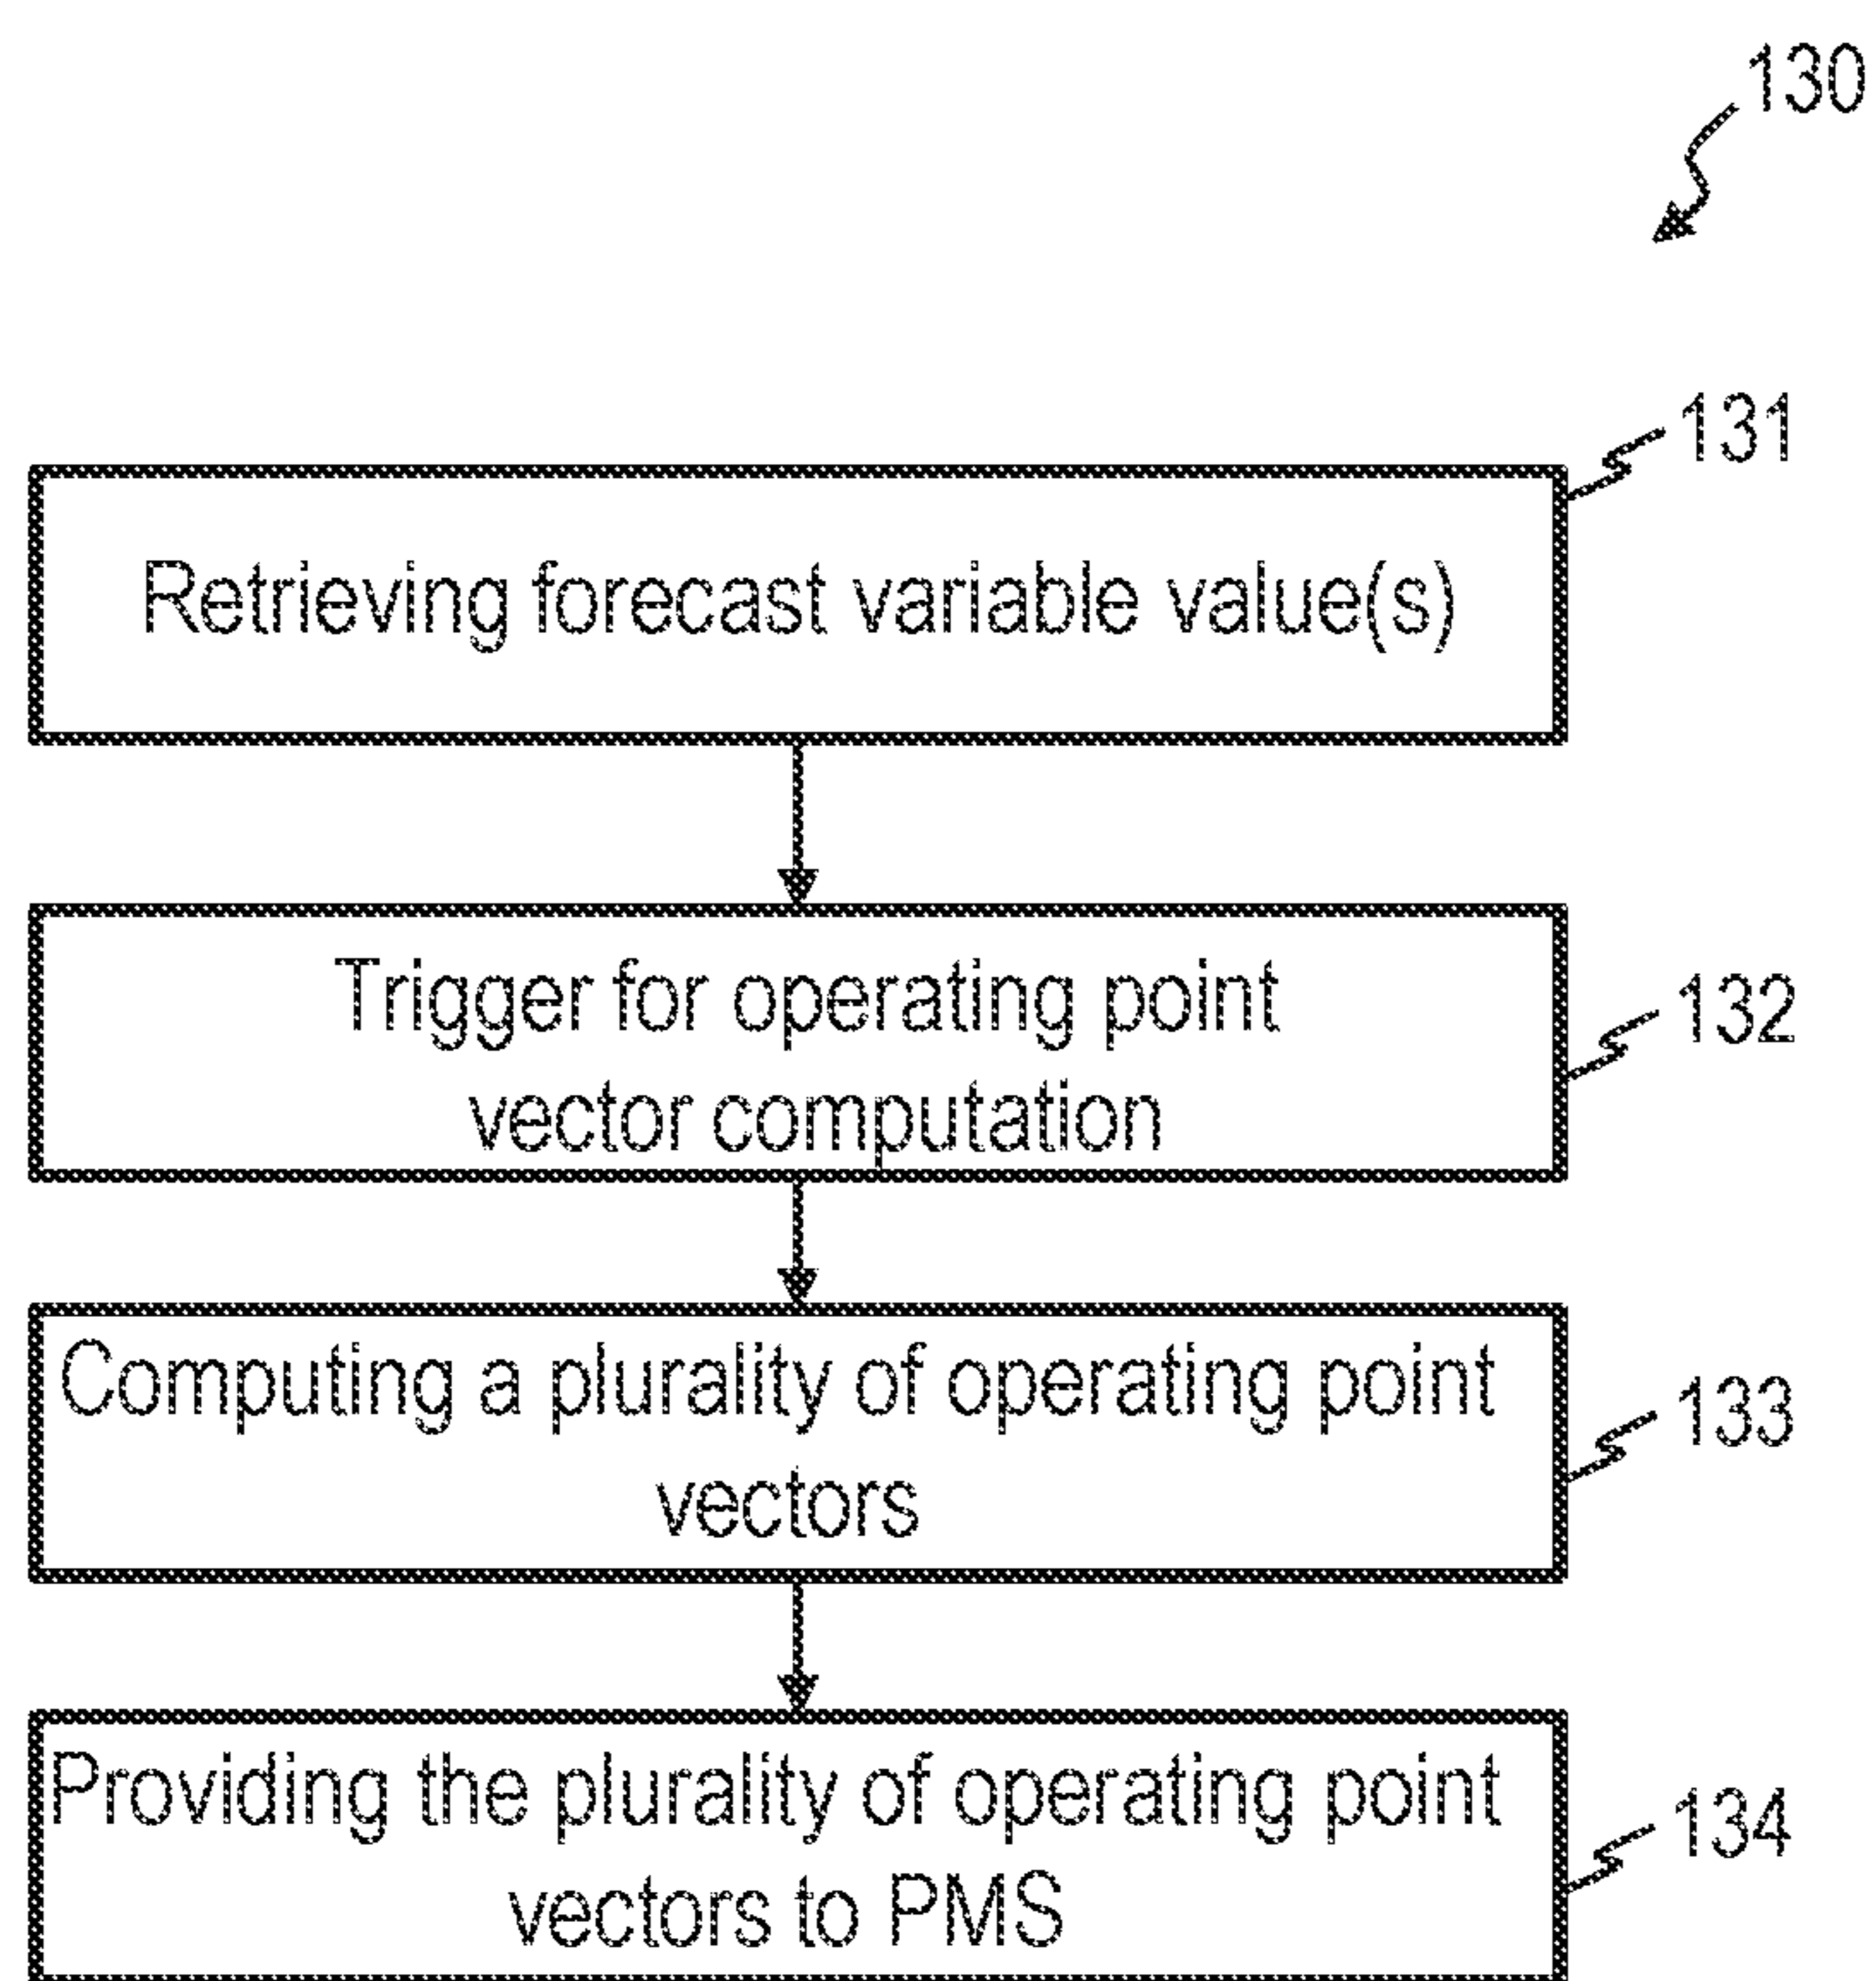 130
131
Retrieving forecast variable value(s)
Trigger for operating point
132
vector computation
Computing a plurality of operating point
133
vectors
Providing the plurality of operating point
134
vectors to PMS